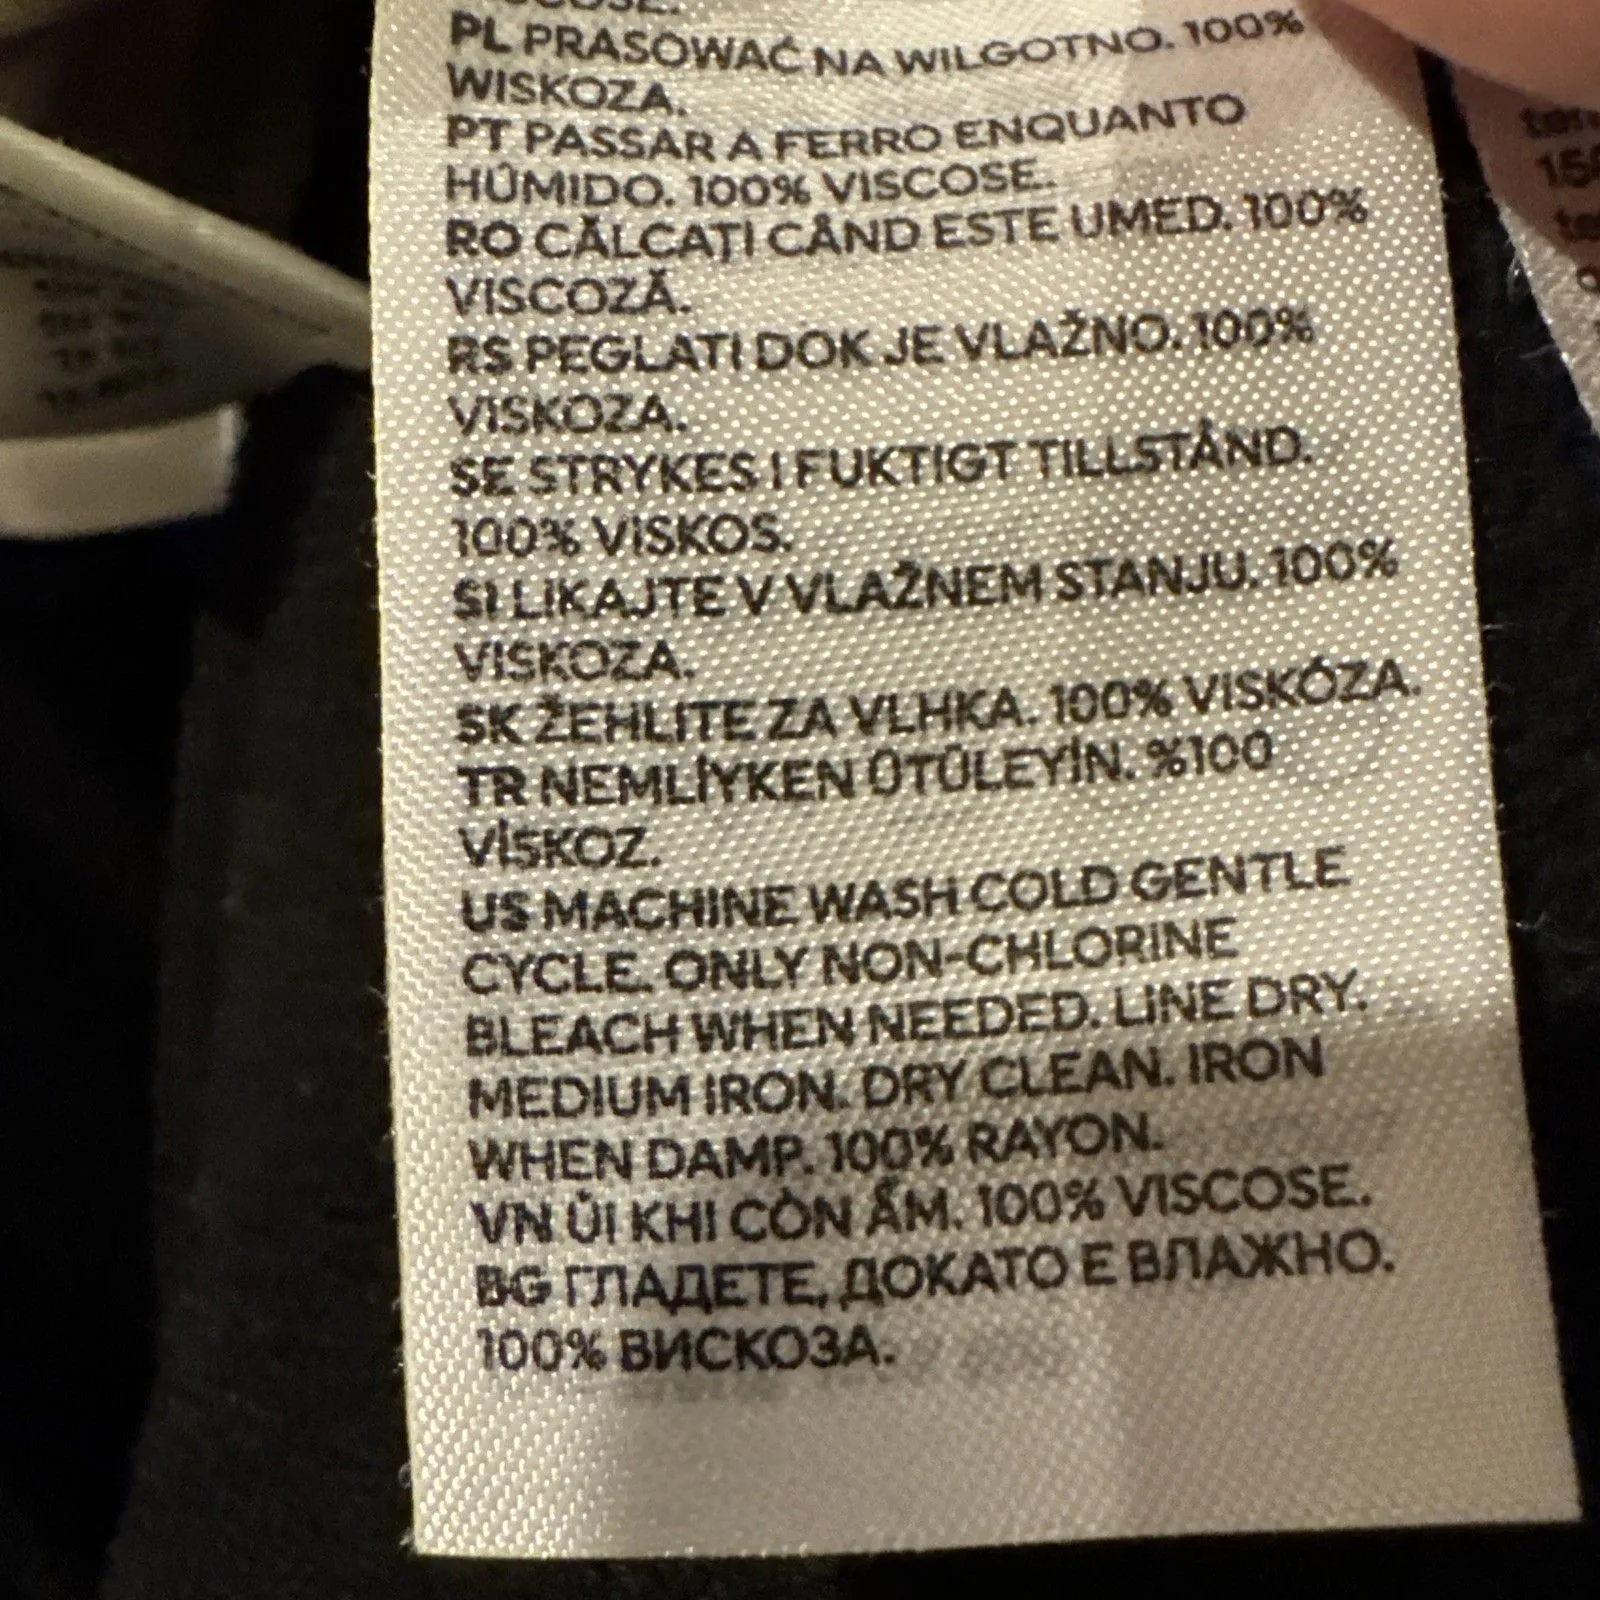 VISCOSE.
PL PRASOWAĆ NA WILGOTNO. 100%
WISKOZA.
PT PASSAR A FERRO ENQUANTO
HÚMIDO. 100% VISCOSE.
RO CĂLCAȚI CÂND ESTE UMED. 100%
VISCOZĂ.
RS PEGLATI DOK JE VLAŽNO. 100%
VISKOZA.
SE STRYKES I FUKTIGT TILLSTÅND.
100% VISKOS.
SI LIKAJTE V VLAŽNEM STANJU. 100%
VISKOZA.
SK ŽEHLITE ZA VLHKA. 100% VISKÓZA.
TR NEMLİYKEN ÜTÜLEYİN. %100
VİSKOZ.
US MACHINE WASH COLD GENTLE
CYCLE. ONLY NON-CHLORINE
BLEACH WHEN NEEDED. LINE DRY.
MEDIUM IRON. DRY CLEAN. IRON
WHEN DAMP. 100% RAYON.
VN ỦI KHI CÒN ẨM. 100% VISCOSE.
BG ГЛАДЕТЕ, ДОКАТО Е ВЛАЖНО.
100% ВИСКОЗА.